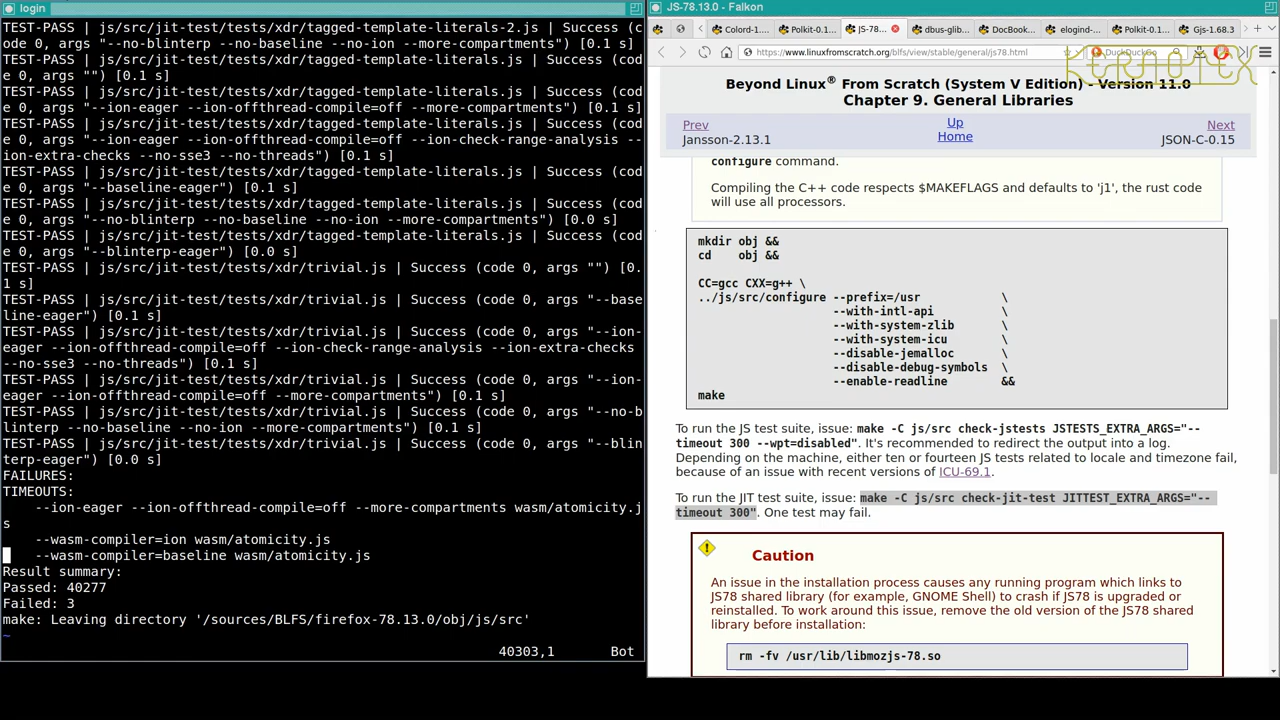 login
TEST-PASS | js/src/jit-test/tests/xdr/tagged-template-literals-2.js | Success (c
ode 0, args "--no-blinterp --no-baseline --no-ion --more-compartments") [0.1 s]
TEST-PASS | js/src/jit-test/tests/xdr/tagged-template-literals.js | Success (cod
e 0, args "") [0.1 s]
TEST-PASS | js/src/jit-test/tests/xdr/tagged-template-literals.js | Success (cod
e 0, args "--ion-eager --ion-offthread-compile=off --more-compartments") [0.1 s]
TEST-PASS | js/src/jit-test/tests/xdr/tagged-template-literals.js | Success (cod
e 0, args "--ion-eager --ion-offthread-compile=off --ion-check-range-analysis --
ion-extra-checks --no-sse3 --no-threads") [0.1 s]
TEST-PASS | js/src/jit-test/tests/xdr/tagged-template-literals.js | Success (cod
e 0, args "--baseline-eager") [0.1 s]
TEST-PASS | js/src/jit-test/tests/xdr/tagged-template-literals.js | Success (cod
e 0, args "--no-blinterp --no-baseline --no-ion --more-compartments") [0.0 s]
TEST-PASS | js/src/jit-test/tests/xdr/tagged-template-literals.js | Success (cod
e 0, args "--blinterp-eager") [0.0 s]
TEST-PASS | js/src/jit-test/tests/xdr/trivial.js | Success (code 0, args "") [0.
1 s]
TEST-PASS | js/src/jit-test/tests/xdr/trivial.js | Success (code 0, args "--base
line-eager") [0.1 s]
TEST-PASS | js/src/jit-test/tests/xdr/trivial.js | Success (code 0, args "--ion-
eager --ion-offthread-compile=off --ion-check-range-analysis --ion-extra-checks
--no-sse3 --no-threads") [0.1 s]
TEST-PASS | js/src/jit-test/tests/xdr/trivial.js | Success (code 0, args "--ion-
eager --ion-offthread-compile=off --more-compartments") [0.1 s]
TEST-PASS | js/src/jit-test/tests/xdr/trivial.js | Success (code 0, args "--no-b
linterp --no-baseline --no-ion --more-compartments") [0.1 s]
TEST-PASS | js/src/jit-test/tests/xdr/trivial.js | Success (code 0, args "--blin
terp-eager") [0.0 s]
FAILURES:
TIMEOUTS:
--ion-eager --ion-offthread-compile=off --more-compartments wasm/atomicity.j
s
--wasm-compiler=ion wasm/atomicity.js
--wasm-compiler=baseline wasm/atomicity.js
Result summary:
Passed: 40277
Failed: 3
make: Leaving directory '/sources/BLFS/firefox-78.13.0/obj/js/src'
~
40303,1 Bot
JS-78.13.0 - Falkon
Colord-1.... Polkit-0.1... JS-78.... dbus-glib... DocBook... elogind-... Polkit-0.1... Gjs-1.68.3
https://www.linuxfromscratch.org/blfs/view/stable/general/js78.html DuckDuckGo
KERNOTEX
Beyond Linux® From Scratch (System V Edition) - Version 11.0
Chapter 9. General Libraries
Prev Up Next
Jansson-2.13.1 Home JSON-C-0.15
configure command.
Compiling the C++ code respects $MAKEFLAGS and defaults to 'j1', the rust code
will use all processors.
mkdir obj &&
cd    obj &&
CC=gcc CXX=g++ \
../js/src/configure --prefix=/usr \
--with-intl-api \
--with-system-zlib \
--with-system-icu \
--disable-jemalloc \
--disable-debug-symbols \
--enable-readline &&
make
To run the JS test suite, issue: make -C js/src check-jstests JSTESTS_EXTRA_ARGS="--
timeout 300 --wpt=disabled". It's recommended to redirect the output into a log.
Depending on the machine, either ten or fourteen JS tests related to locale and timezone fail,
because of an issue with recent versions of ICU-69.1.
To run the JIT test suite, issue: make -C js/src check-jit-test JITTEST_EXTRA_ARGS="--
timeout 300". One test may fail.
Caution
An issue in the installation process causes any running program which links to
JS78 shared library (for example, GNOME Shell) to crash if JS78 is upgraded or
reinstalled. To work around this issue, remove the old version of the JS78 shared
library before installation:
rm -fv /usr/lib/libmozjs-78.so